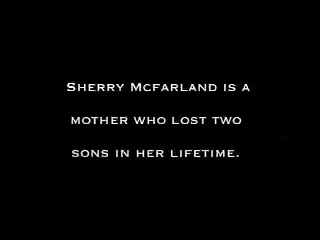 Sherry Mcfarland is a
mother who lost two
sons in her lifetime.